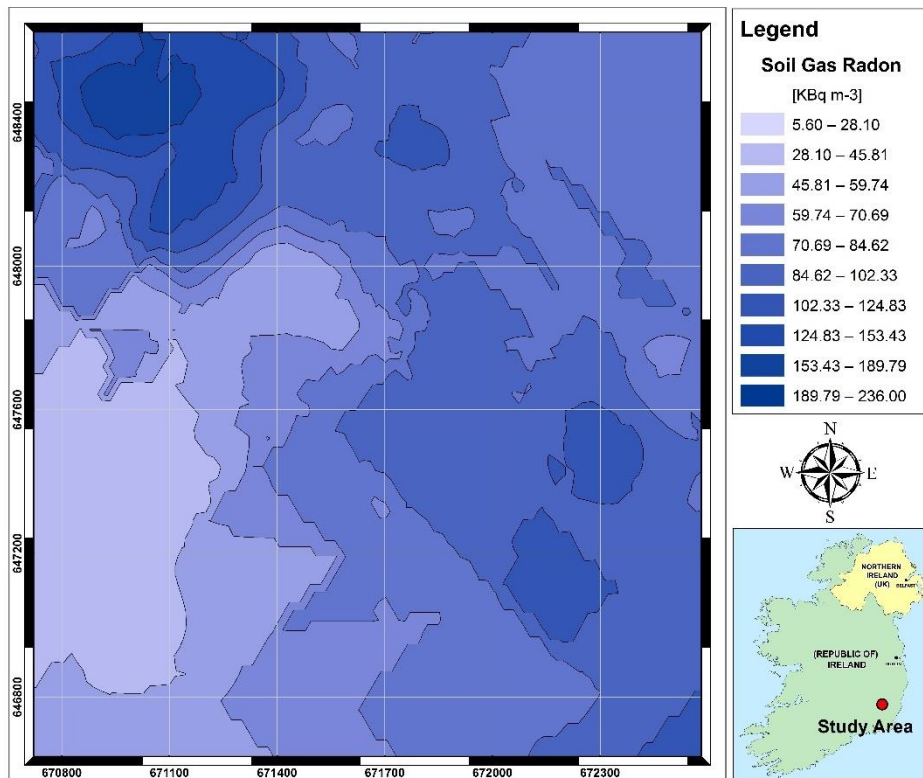 648400
648000
647600
647200
646800
670800
671100
671400
671700
672000
672300
Legend
Soil Gas Radon
[KBq m-3]
5.60 – 28.10
28.10 – 45.81
45.81 – 59.74
59.74 – 70.69
70.69 – 84.62
84.62 – 102.33
102.33 – 124.83
124.83 – 153.43
153.43 – 189.79
189.79 – 236.00
N
W
E
S
NORTHERN
IRELAND
(UK)
BELFAST
(REPUBLIC OF)
IRELAND
Study Area